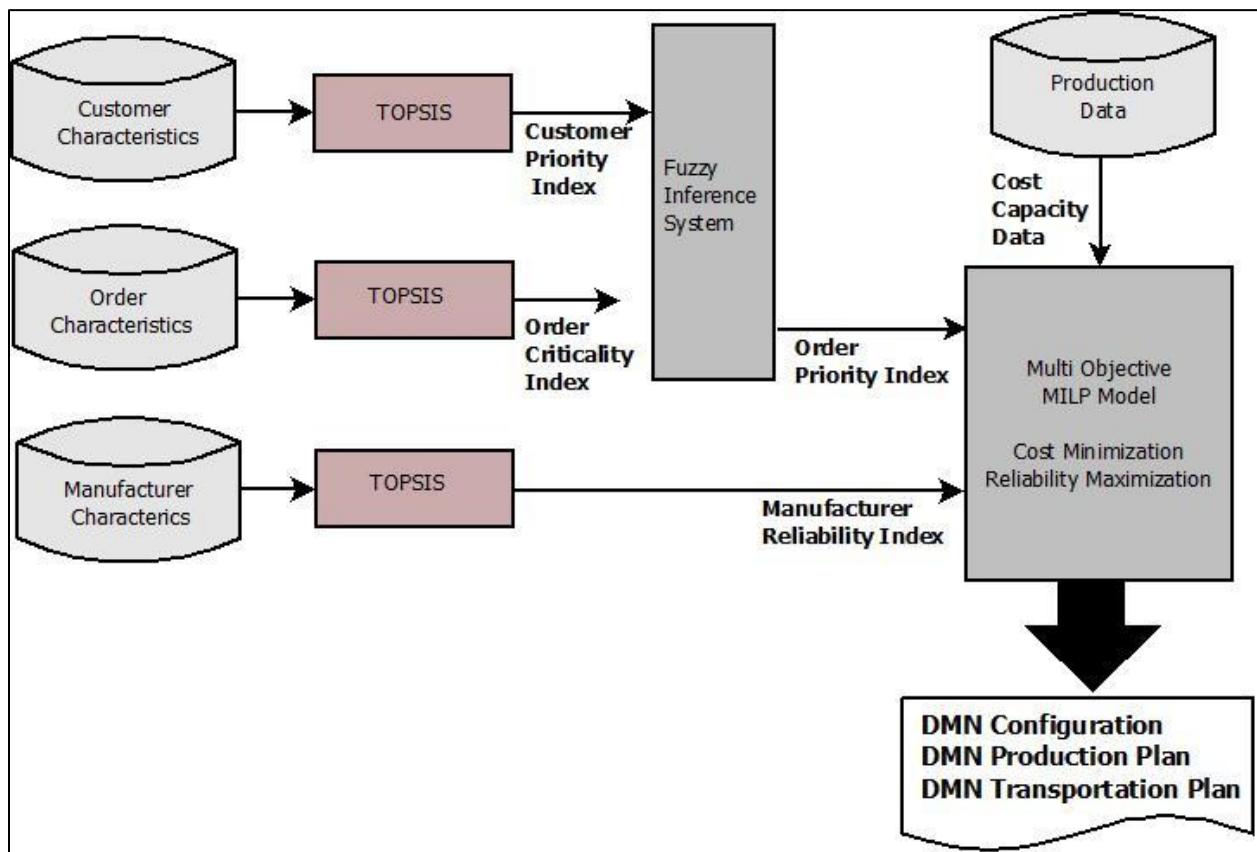 Customer
Characteristics
TOPSIS
Customer
Priority
Index
Fuzzy
Inference
System
Production
Data
Cost
Capacity
Data
Order
Characteristics
TOPSIS
Order
Criticality
Index
Order
Priority Index
Multi Objective
MILP Model
Cost Minimization
Reliability Maximization
Manufacturer
Characterics
TOPSIS
Manufacturer
Reliability Index
DMN Configuration
DMN Production Plan
DMN Transportation Plan